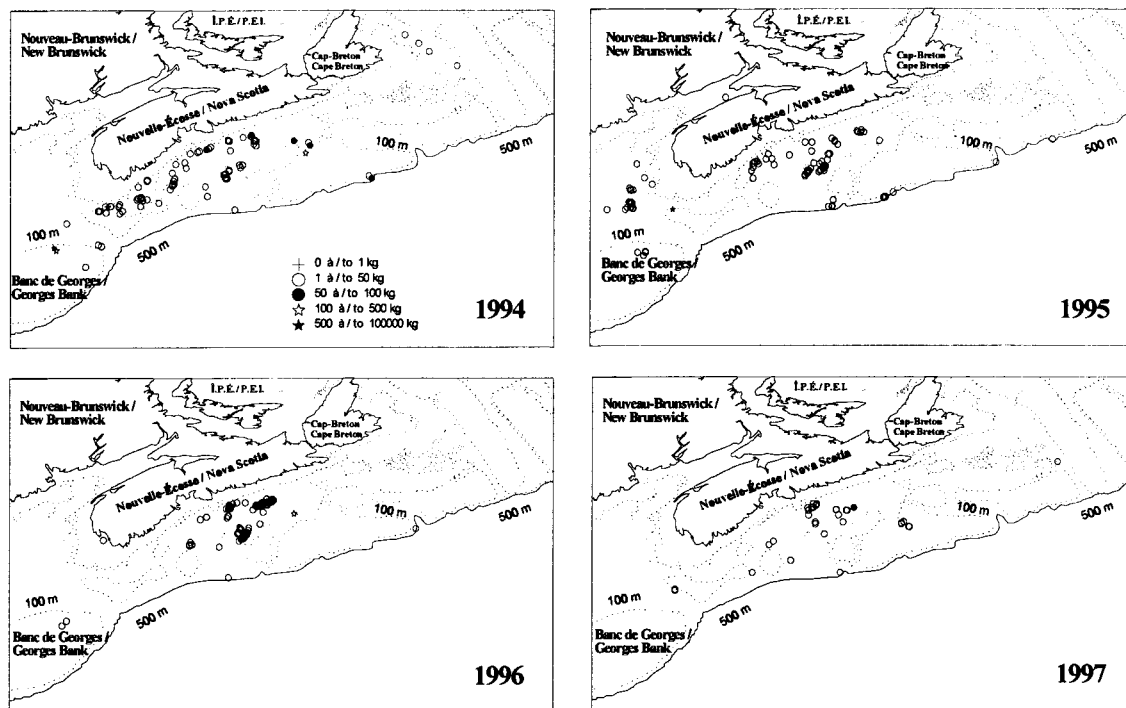 İ.P.É./P.E.I.
Nouveau-Brunswick /
New Brunswick
Cap-Breton
Cape Breton
Nouvelle-Écosse / Nova Scotia
100 m
500 m
100 m
500 m
Banc de Georges /
Georges Bank
0 à / to 1 kg
1 à / to 50 kg
50 à / to 100 kg
100 à / to 500 kg
500 à / to 100000 kg
1994
İ.P.É./P.E.I.
Nouveau-Brunswick /
New Brunswick
Cap-Breton
Cape Breton
Nouvelle-Écosse / Nova Scotia
100 m
500 m
100 m
500 m
Banc de Georges /
Georges Bank
1995
İ.P.É./P.E.I.
Nouveau-Brunswick /
New Brunswick
Cap-Breton
Cape Breton
Nouvelle-Écosse / Nova Scotia
100 m
500 m
100 m
500 m
Banc de Georges /
Georges Bank
1996
İ.P.É./P.E.I.
Nouveau-Brunswick /
New Brunswick
Cap-Breton
Cape Breton
Nouvelle-Écosse / Nova Scotia
100 m
500 m
100 m
500 m
Banc de Georges /
Georges Bank
1997